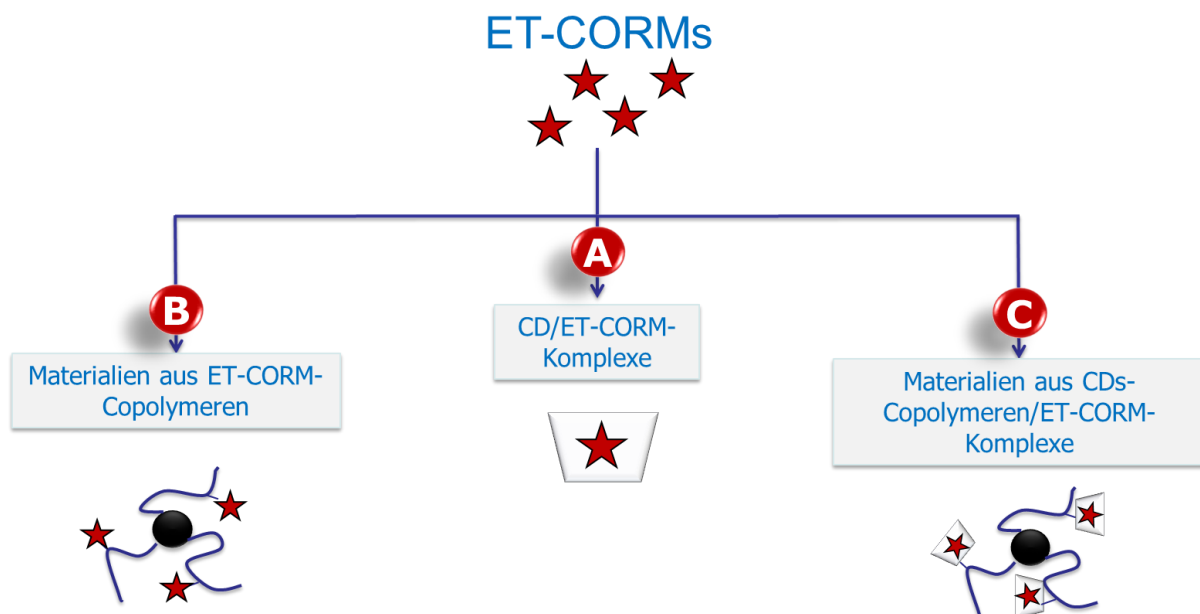 ET-CORMs
A
B
C
CD/ET-CORM-
Komplexe
Materialien aus ET-CORM-
Copolymeren
Materialien aus CDs-
Copolymeren/ET-CORM-
Komplexe